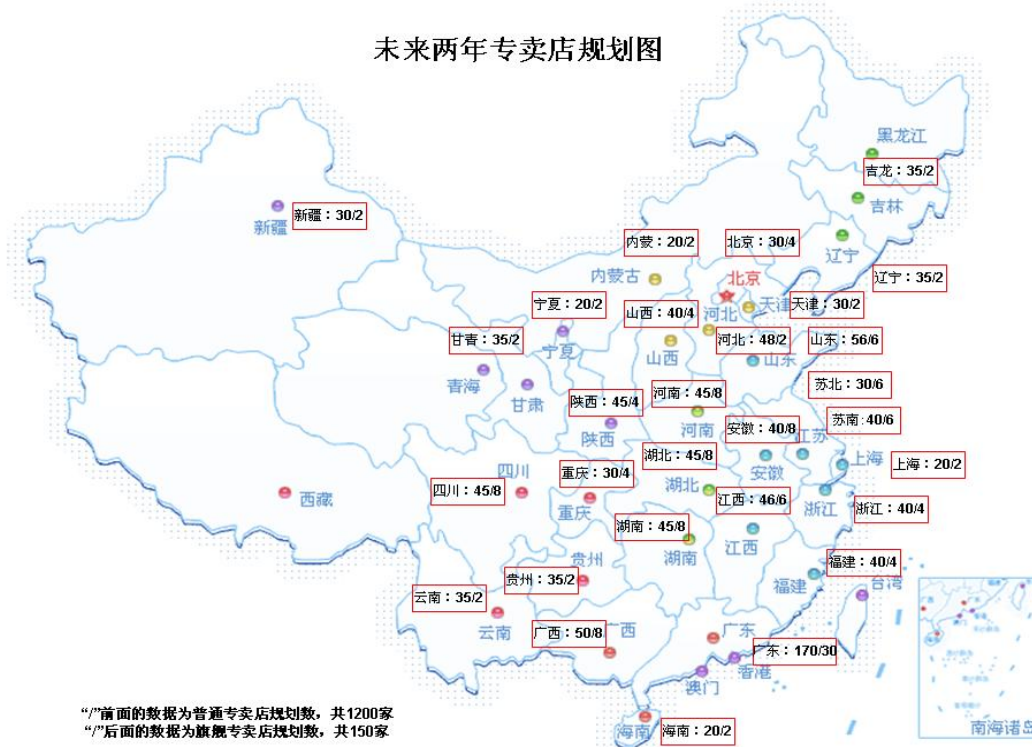 未来两年专卖店规划图
黑龙江
吉龙：35/2
吉林
新疆：30/2
新疆
内蒙：20/2
北京：30/4
辽宁
内蒙古
北京
辽宁：35/2
宁夏：20/2
山西：40/4
河北
天津
天津：30/2
甘青：35/2
宁夏
山西
河北：48/2
山东
山东：56/6
青海
甘肃
陕西：45/4
河南：45/8
苏北：30/6
陕西
河南
安徽：40/8
江苏
苏南:40/6
四川
重庆：30/4
湖北：45/8
安徽
上海
上海：20/2
西藏
四川：45/8
重庆
湖北
江西：46/6
浙江
浙江：40/4
湖南：45/8
湖南
江西
贵州
贵州：35/2
福建：40/4
福建
台湾
云南：35/2
云南
广西：50/8
广西
广东
广东：170/30
香港
澳门
海南
海南：20/2
南海诸岛
“/”前面的数据为普通专卖店规划数，共1200家
“/”后面的数据为旗舰专卖店规划数，共150家